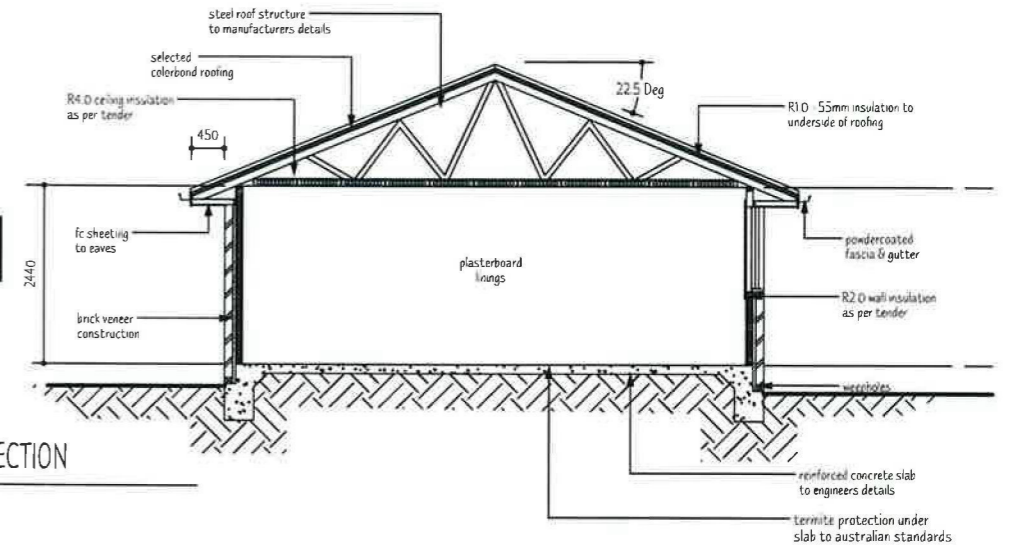 steel roof structure
to manufacturers details
selected
colorbond roofing
R4.0 ceiling insulation
as per tender
450
22.5 Deg
R1.0 - 55mm insulation to
underside of roofing
fc sheeting
to eaves
2440
plasterboard
linings
powdercoated
fascia & gutter
brick veneer
construction
R2.0 wall insulation
as per tender
weepholes
ECTION
reinforced concrete slab
to engineers details
termite protection under
slab to australian standards